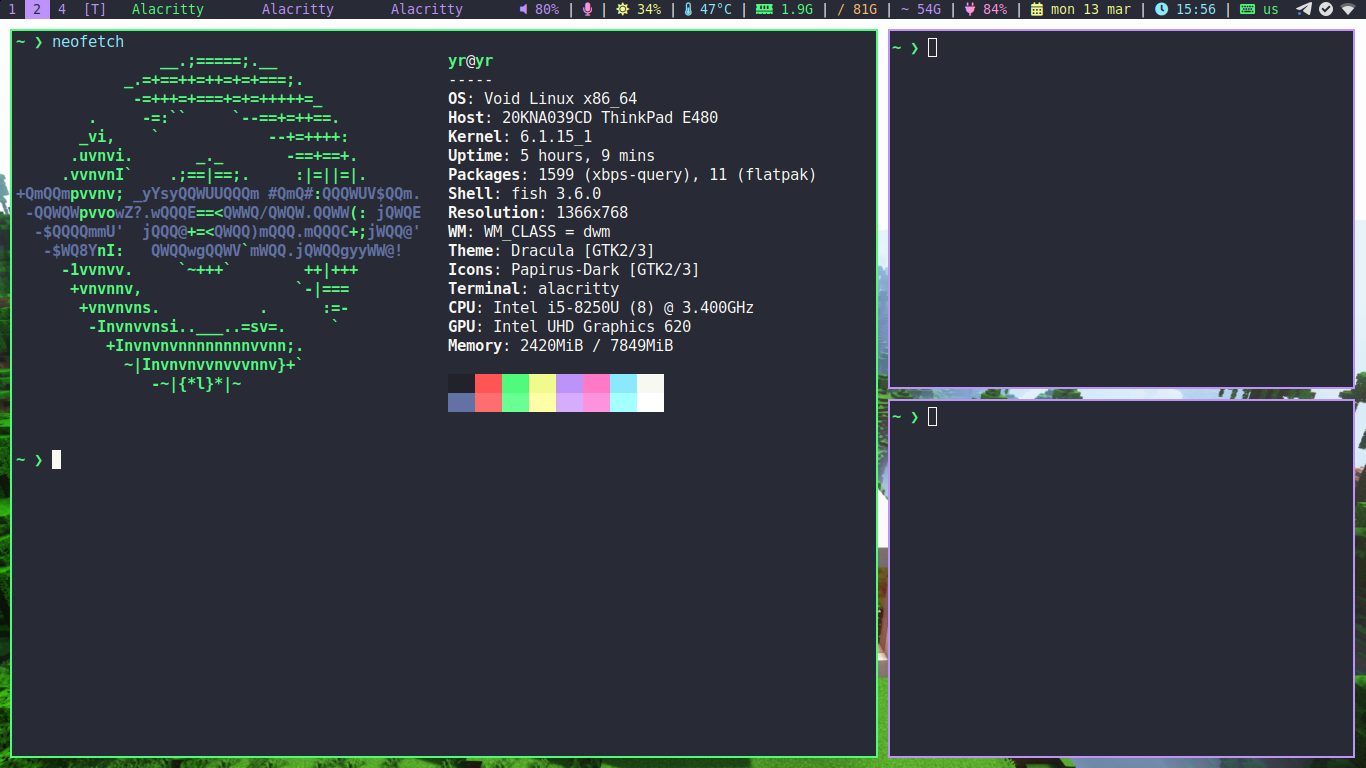 1 2 4 [T] Alacritty Alacritty Alacritty 80% | | 34% | 47°C | 1.9G | / 81G | ~ 54G | 84% | mon 13 mar | 15:56 | us
~ ❯ neofetch
__.;=====;.__
_.=+==++=++=+=+===;.
-=+++=+===+=+=+++++=_
. -=:`` `--==+=++==.
_vi, ` --+=++++:
.uvnvi. _._ -==+==+.
.vvnvnI` .;==|==;. :|=||=|.
+QmQQmpvvnv; _yYsyQQWUUQQQm #QmQ#:QQQWUV$QQm.
-QQWQWpvvowZ?.wQQQE==<QWWQ/QWQW.QQWW(: jQWQE
-$QQQQmmU' jQQQ@+=<QWQQ)mQQQ.mQQQC+;jWQQ@'
-$WQ8YnI: QWQQwgQQWV`mWQQ.jQWQQgyyWW@!
-1vvnvv. `~+++` ++|+++
+vnvnnv, `-|===
+vnvnvns. . :=-
-Invnvvnsi..___..=sv=. `
+Invnvnvnnnnnnnnvvnn;.
~|Invnvnvvnvvvnnv}+`
-~|{*l}*|~
yr@yr
-----
OS: Void Linux x86_64
Host: 20KNA039CD ThinkPad E480
Kernel: 6.1.15_1
Uptime: 5 hours, 9 mins
Packages: 1599 (xbps-query), 11 (flatpak)
Shell: fish 3.6.0
Resolution: 1366x768
WM: WM_CLASS = dwm
Theme: Dracula [GTK2/3]
Icons: Papirus-Dark [GTK2/3]
Terminal: alacritty
CPU: Intel i5-8250U (8) @ 3.400GHz
GPU: Intel UHD Graphics 620
Memory: 2420MiB / 7849MiB
~ ❯
~ ❯
~ ❯